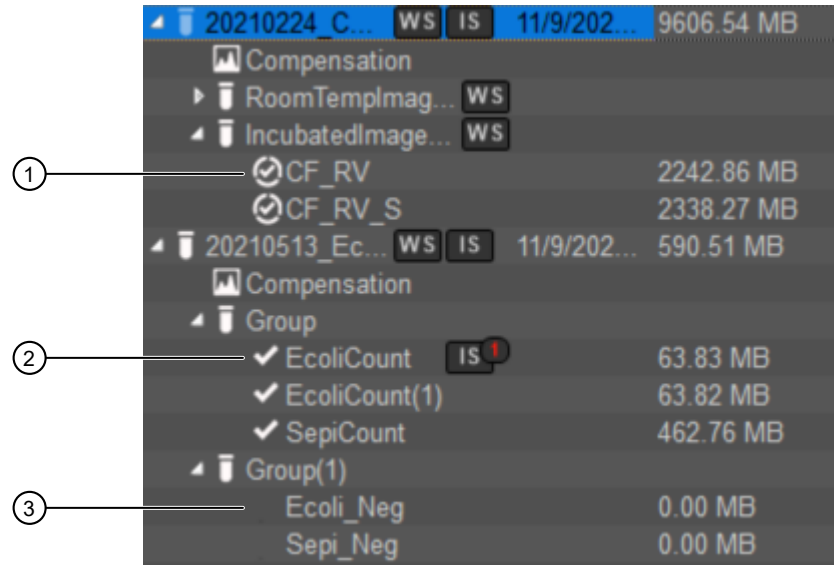 20210224_C... WS IS 11/9/202... 9606.54 MB
Compensation
RoomTempImag... WS
IncubatedImage... WS
1 CF_RV 2242.86 MB
CF_RV_S 2338.27 MB
20210513_Ec... WS IS 11/9/202... 590.51 MB
Compensation
Group
2 EcoliCount IS 1 63.83 MB
EcoliCount(1) 63.82 MB
SepiCount 462.76 MB
Group(1)
3 Ecoli_Neg 0.00 MB
Sepi_Neg 0.00 MB